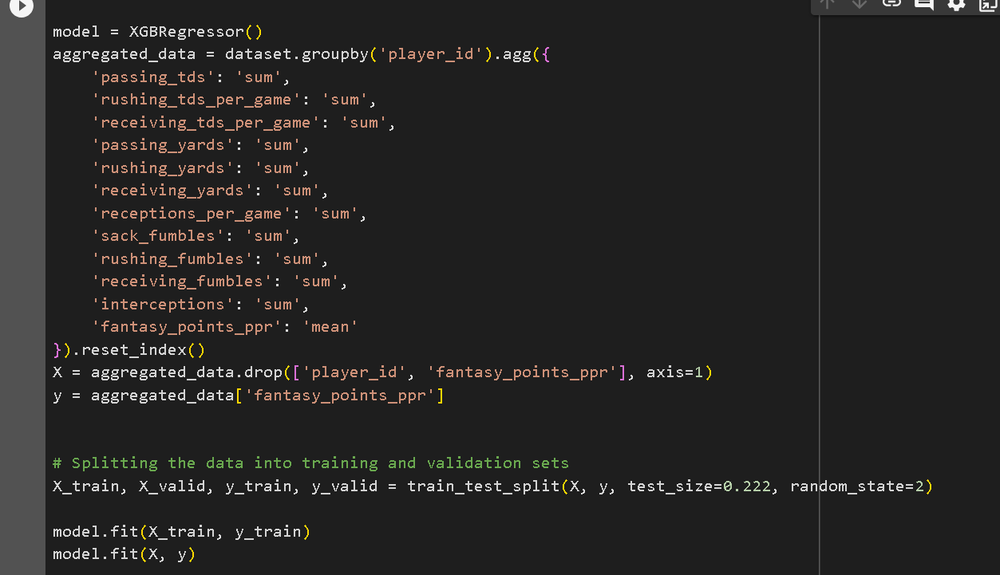 model = XGBRegressor()
aggregated_data = dataset.groupby('player_id').agg({
    'passing_tds': 'sum',
    'rushing_tds_per_game': 'sum',
    'receiving_tds_per_game': 'sum',
    'passing_yards': 'sum',
    'rushing_yards': 'sum',
    'receiving_yards': 'sum',
    'receptions_per_game': 'sum',
    'sack_fumbles': 'sum',
    'rushing_fumbles': 'sum',
    'receiving_fumbles': 'sum',
    'interceptions': 'sum',
    'fantasy_points_ppr': 'mean'
}).reset_index()
X = aggregated_data.drop(['player_id', 'fantasy_points_ppr'], axis=1)
y = aggregated_data['fantasy_points_ppr']
# Splitting the data into training and validation sets
X_train, X_valid, y_train, y_valid = train_test_split(X, y, test_size=0.222, random_state=2)
model.fit(X_train, y_train)
model.fit(X, y)